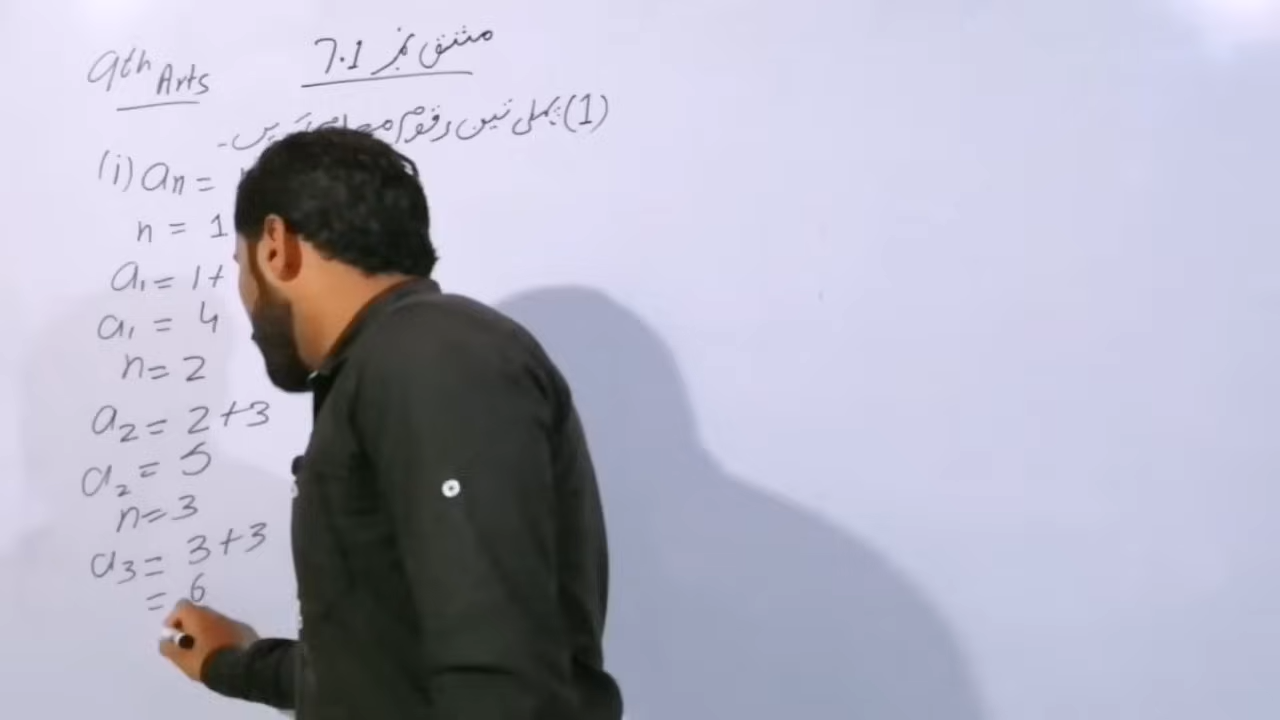 9th Arts
مشق نمبر 7.1
(1) پہلی تین رقوم معلوم کریں۔
(i) an =
n = 1
a1 = 1+
a1 = 4
n = 2
a2 = 2+3
a2 = 5
n = 3
a3 = 3+3
= 6